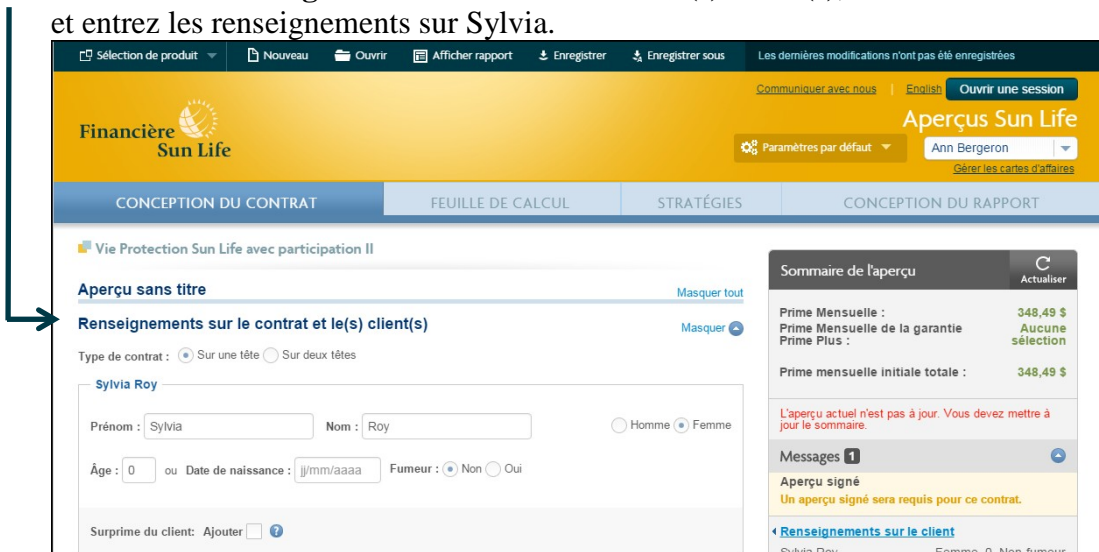 et entrez les renseignements sur Sylvia.
Sélection de produit Nouveau Ouvrir Afficher rapport Enregistrer Enregistrer sous Les dernières modifications n'ont pas été enregistrées
Communiquer avec nous | English Ouvrir une session
Financière
Sun Life
Aperçus Sun Life
Paramètres par défaut Ann Bergeron
Gérer les cartes d'affaires
CONCEPTION DU CONTRAT FEUILLE DE CALCUL STRATÉGIES CONCEPTION DU RAPPORT
Vie Protection Sun Life avec participation II
Aperçu sans titre Masquer tout
Renseignements sur le contrat et le(s) client(s) Masquer
Type de contrat : Sur une tête Sur deux têtes
Sylvia Roy
Prénom : Sylvia Nom : Roy Homme Femme
Âge : 0 ou Date de naissance : jj/mm/aaaa Fumeur : Non Oui
Surprime du client: Ajouter ?
Sommaire de l'aperçu Actualiser
Prime Mensuelle : 348,49 $
Prime Mensuelle de la garantie Aucune
Prime Plus : sélection
Prime mensuelle initiale totale : 348,49 $
L'aperçu actuel n'est pas à jour. Vous devez mettre à
jour le sommaire.
Messages 1
Aperçu signé
Un aperçu signé sera requis pour ce contrat.
Renseignements sur le client
Sylvia Roy Femme, 0, Non-fumeur